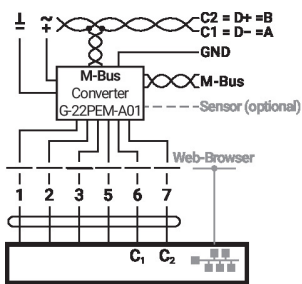 ⊥ ~
+
C2 = D+ =B
C1 = D− =A
GND
M-Bus
Converter
G-22PEM-A01
M-Bus
Sensor (optional)
Web-Browser
1 2 3 5 6 7
C₁ C₂